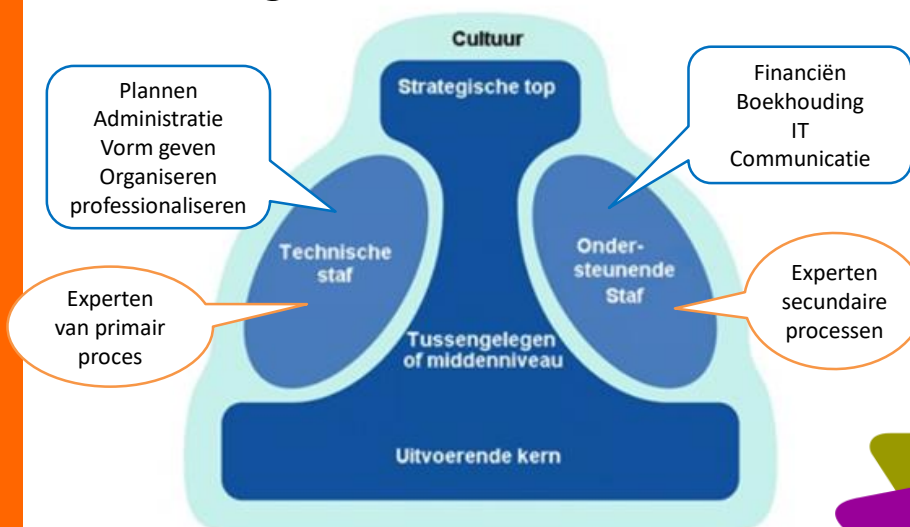 Cultuur
Strategische top
Plannen
Administratie
Vorm geven
Organiseren
professionaliseren
Financiën
Boekhouding
IT
Communicatie
Technische
staf
Onder-
steunende
Staf
Experten
van primair
proces
Experten
secundaire
processen
Tussengelegen
of middenniveau
Uitvoerende kern